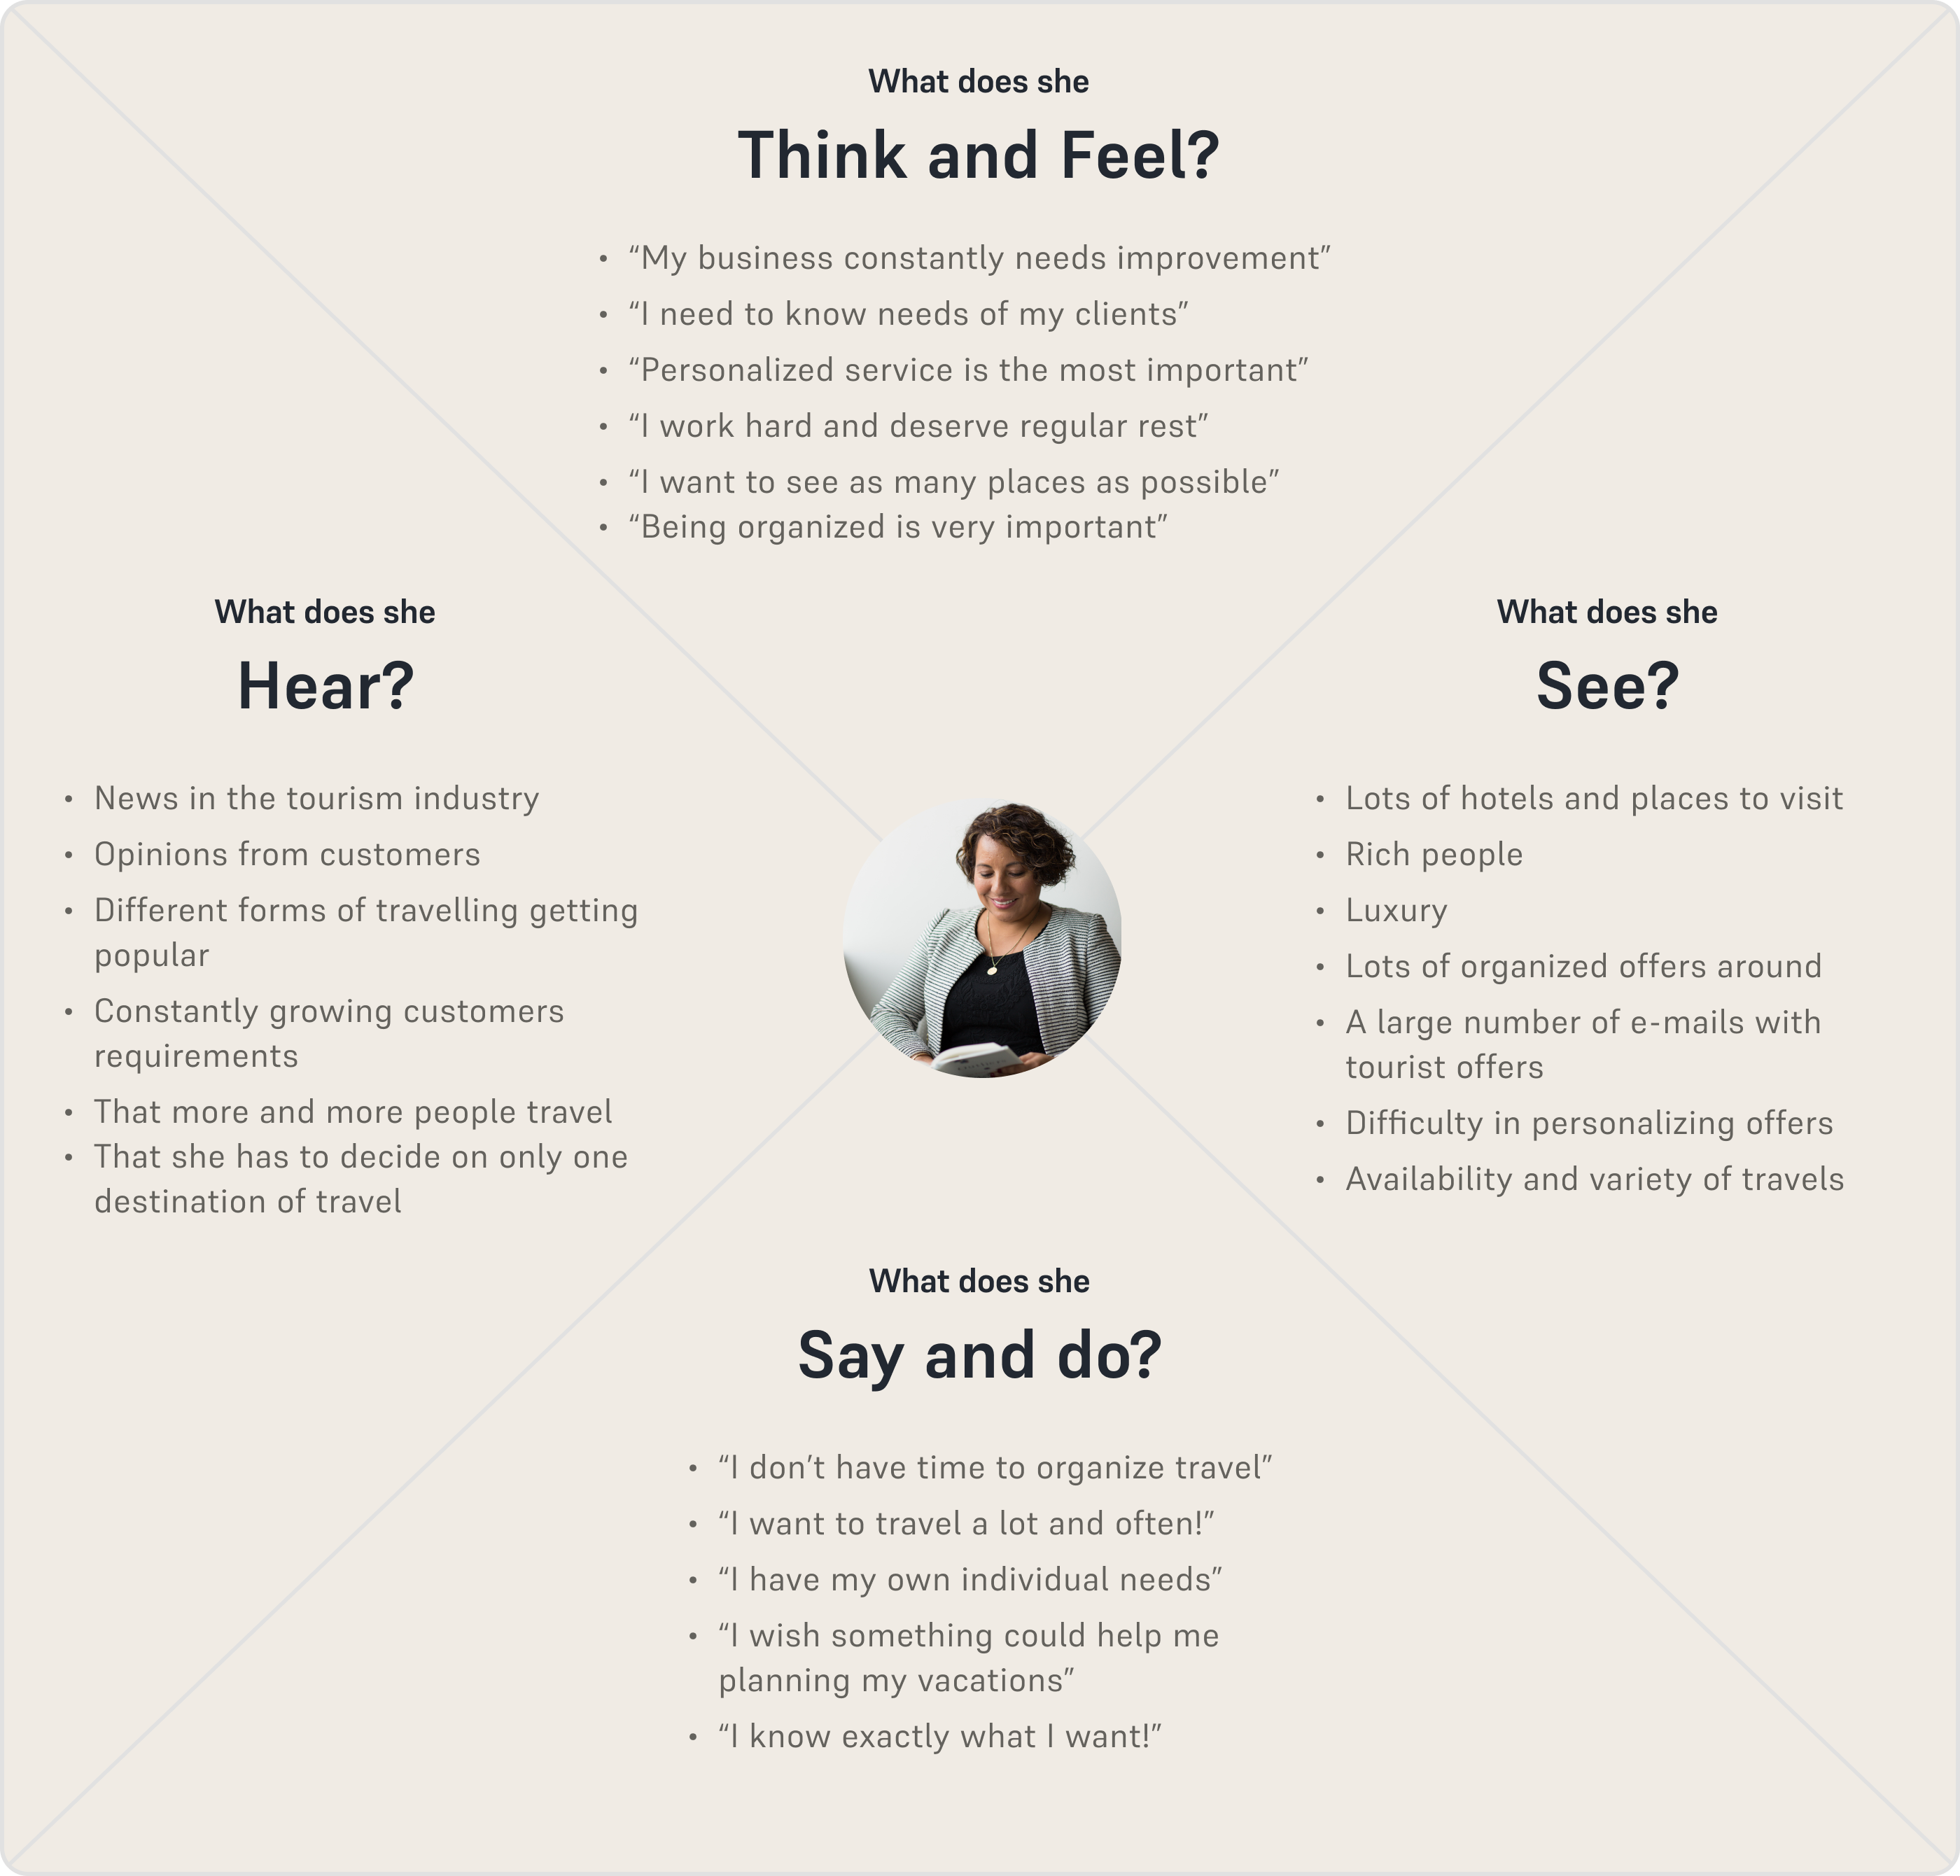 What does she
Think and Feel?
• “My business constantly needs improvement”
• “I need to know needs of my clients”
• “Personalized service is the most important”
• “I work hard and deserve regular rest”
• “I want to see as many places as possible”
• “Being organized is very important”
What does she
Hear?
• News in the tourism industry
• Opinions from customers
• Different forms of travelling getting
popular
• Constantly growing customers
requirements
• That more and more people travel
• That she has to decide on only one
destination of travel
What does she
See?
• Lots of hotels and places to visit
• Rich people
• Luxury
• Lots of organized offers around
• A large number of e-mails with
tourist offers
• Difficulty in personalizing offers
• Availability and variety of travels
What does she
Say and do?
• “I don’t have time to organize travel”
• “I want to travel a lot and often!”
• “I have my own individual needs”
• “I wish something could help me
planning my vacations”
• “I know exactly what I want!”